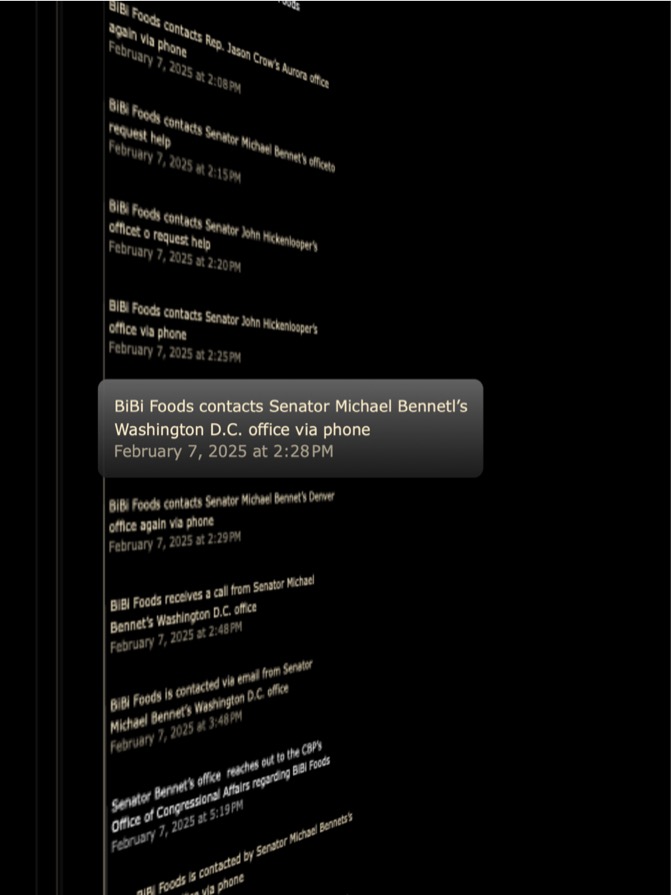 oods
BiBi Foods contacts Rep. Jason Crow's Aurora office
again via phone
February 7, 2025 at 2:08PM
BiBi Foods contacts Senator Michael Bennet's officeto
request help
February 7, 2025 at 2:15PM
BiBi Foods contacts Senator John Hickenlooper's
officet o request help
February 7, 2025 at 2:20PM
BiBi Foods contacts Senator John Hickenlooper's
office via phone
February 7, 2025 at 2:25PM
BiBi Foods contacts Senator Michael Bennetl’s
Washington D.C. office via phone
February 7, 2025 at 2:28PM
BiBi Foods contacts Senator Michael Bennet's Denver
office again via phone
February 7, 2025 at 2:29PM
BiBi Foods receives a call from Senator Michael
Bennet's Washington D.C. office
February 7, 2025 at 2:48PM
BiBi Foods is contacted via email from Senator
Michael Bennet's Washington D.C. office
February 7, 2025 at 3:48PM
Senator Bennet's office reaches out to the CBP's
Office of Congressional Affairs regarding BiBi Foods
February 7, 2025 at 5:19PM
BiBi Foods is contacted by Senator Michael Bennets's
via phone